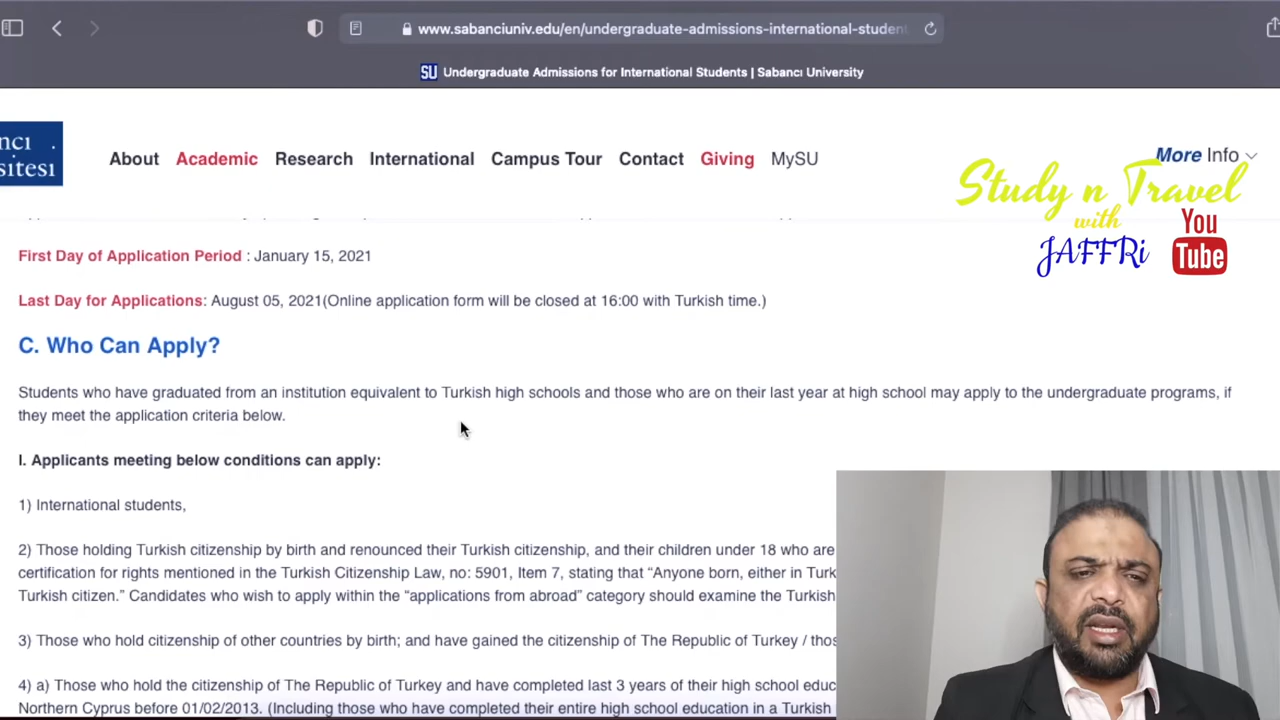 www.sabanciuniv.edu/en/undergraduate-admissions-international-student
SU Undergraduate Admissions for International Students | Sabancı University
ncı
sitesi
About Academic Research International Campus Tour Contact Giving MySU
More Info
Study n Travel
with
JAFFRi
You
Tube
First Day of Application Period : January 15, 2021
Last Day for Applications: August 05, 2021(Online application form will be closed at 16:00 with Turkish time.)
C. Who Can Apply?
Students who have graduated from an institution equivalent to Turkish high schools and those who are on their last year at high school may apply to the undergraduate programs, if
they meet the application criteria below.
I. Applicants meeting below conditions can apply:
1) International students,
2) Those holding Turkish citizenship by birth and renounced their Turkish citizenship, and their children under 18 who are
certification for rights mentioned in the Turkish Citizenship Law, no: 5901, Item 7, stating that “Anyone born, either in Turk
Turkish citizen.” Candidates who wish to apply within the “applications from abroad” category should examine the Turkish
3) Those who hold citizenship of other countries by birth; and have gained the citizenship of The Republic of Turkey / thos
4) a) Those who hold the citizenship of The Republic of Turkey and have completed last 3 years of their high school educ
Northern Cyprus before 01/02/2013. (Including those who have completed their entire high school education in a Turkish